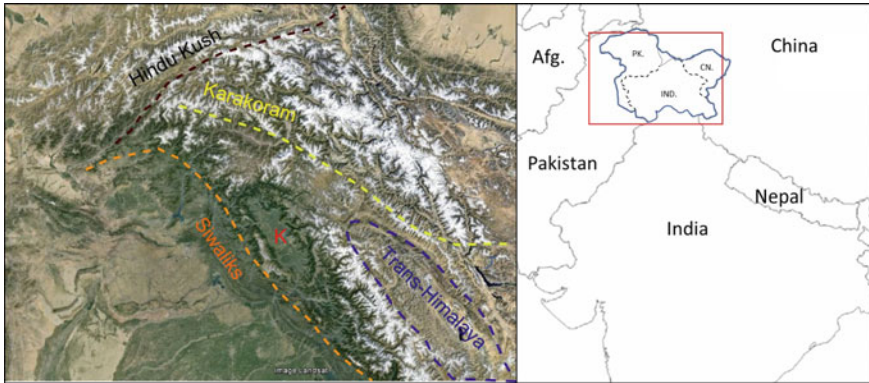 Hindu Kush
Karakoram
Siwaliks
K
Trans-Himalaya
Image Landsat
Afg.
PK.
CN.
IND.
China
Pakistan
Nepal
India